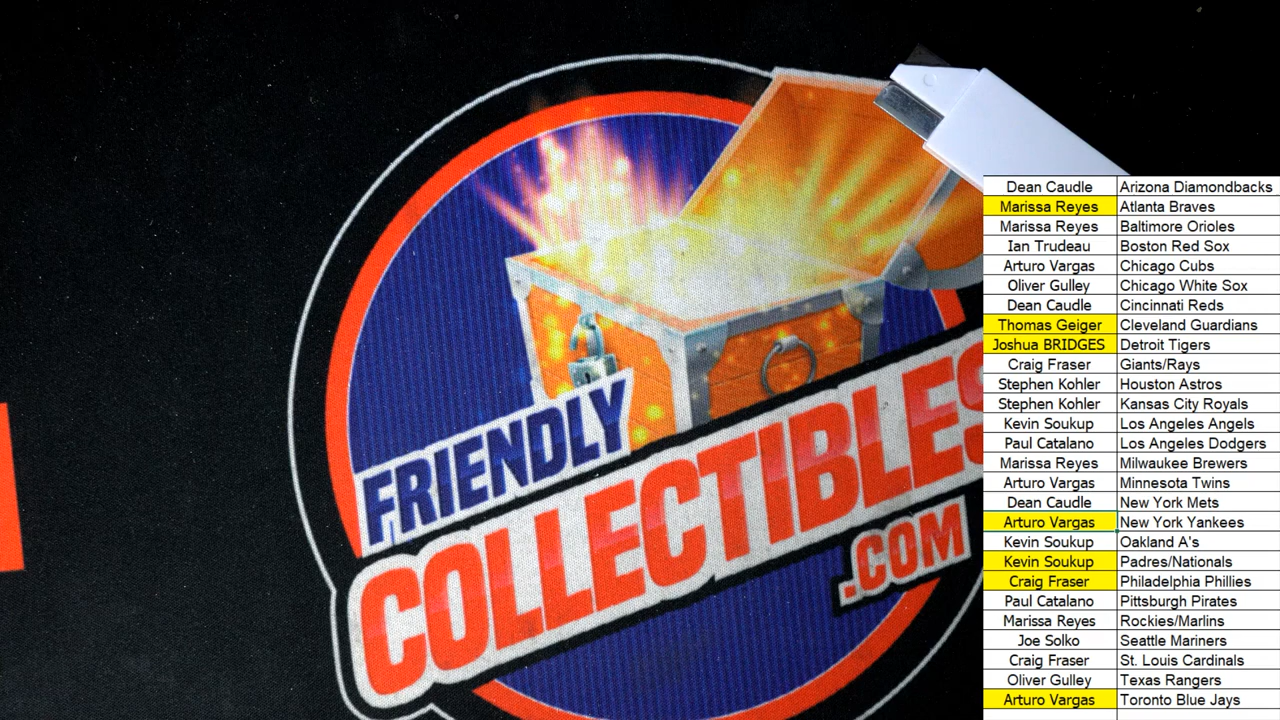 FRIENDLY
COLLECTIBLES
.COM
Dean Caudle Arizona Diamondbacks
Marissa Reyes Atlanta Braves
Marissa Reyes Baltimore Orioles
Ian Trudeau Boston Red Sox
Arturo Vargas Chicago Cubs
Oliver Gulley Chicago White Sox
Dean Caudle Cincinnati Reds
Thomas Geiger Cleveland Guardians
Joshua BRIDGES Detroit Tigers
Craig Fraser Giants/Rays
Stephen Kohler Houston Astros
Stephen Kohler Kansas City Royals
Kevin Soukup Los Angeles Angels
Paul Catalano Los Angeles Dodgers
Marissa Reyes Milwaukee Brewers
Arturo Vargas Minnesota Twins
Dean Caudle New York Mets
Arturo Vargas New York Yankees
Kevin Soukup Oakland A's
Kevin Soukup Padres/Nationals
Craig Fraser Philadelphia Phillies
Paul Catalano Pittsburgh Pirates
Marissa Reyes Rockies/Marlins
Joe Solko Seattle Mariners
Craig Fraser St. Louis Cardinals
Oliver Gulley Texas Rangers
Arturo Vargas Toronto Blue Jays